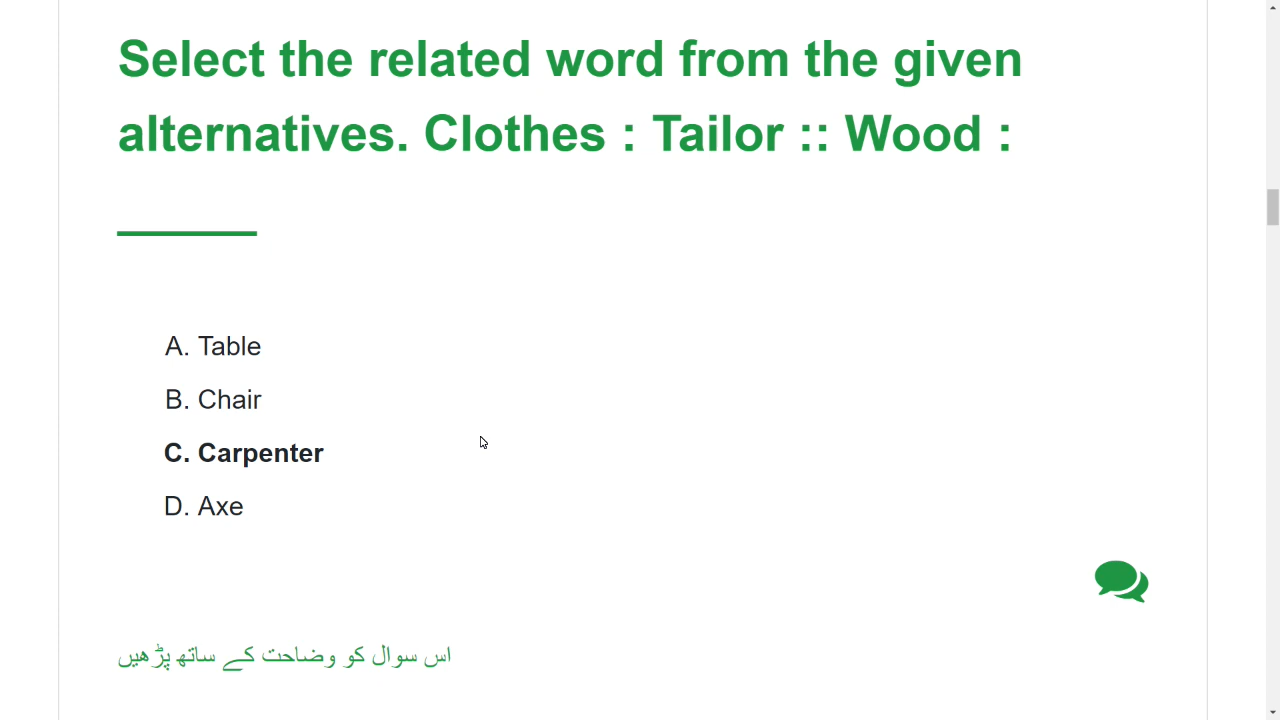 Select the related word from the given
alternatives. Clothes : Tailor :: Wood :
_____
A. Table
B. Chair
C. Carpenter
D. Axe
اس سوال کو وضاحت کے ساتھ پڑھیں